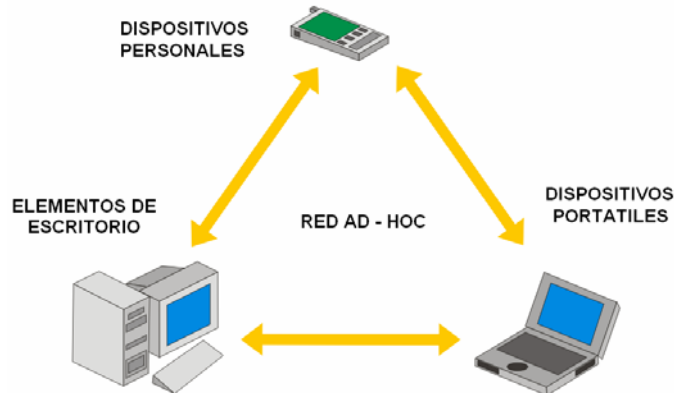 DISPOSITIVOS
PERSONALES
ELEMENTOS DE
ESCRITORIO
RED AD - HOC
DISPOSITIVOS
PORTATILES